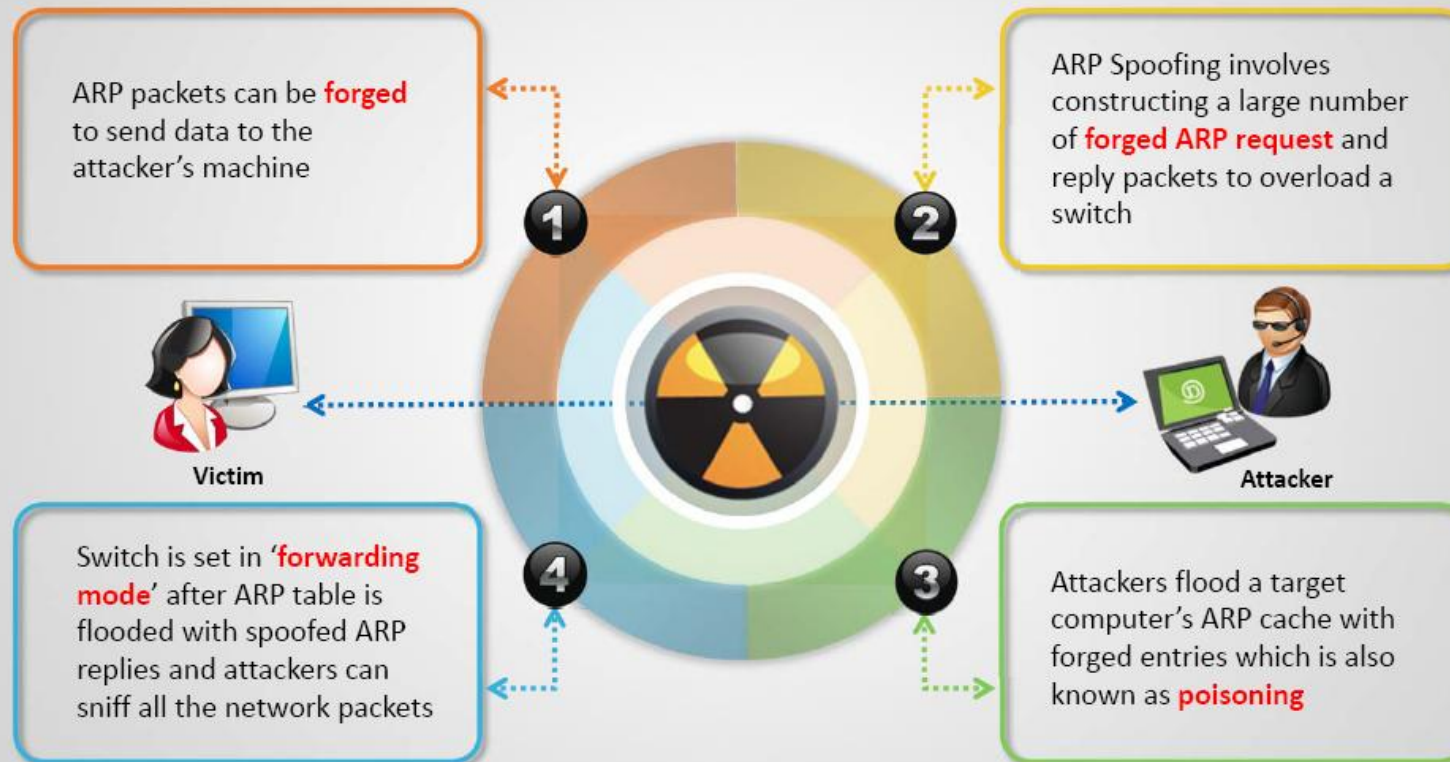 ARP packets can be forged
to send data to the
attacker’s machine
1
ARP Spoofing involves
constructing a large number
of forged ARP request and
reply packets to overload a
switch
2
Victim
Attacker
Switch is set in ‘forwarding
mode’ after ARP table is
flooded with spoofed ARP
replies and attackers can
sniff all the network packets
4
Attackers flood a target
computer’s ARP cache with
forged entries which is also
known as poisoning
3